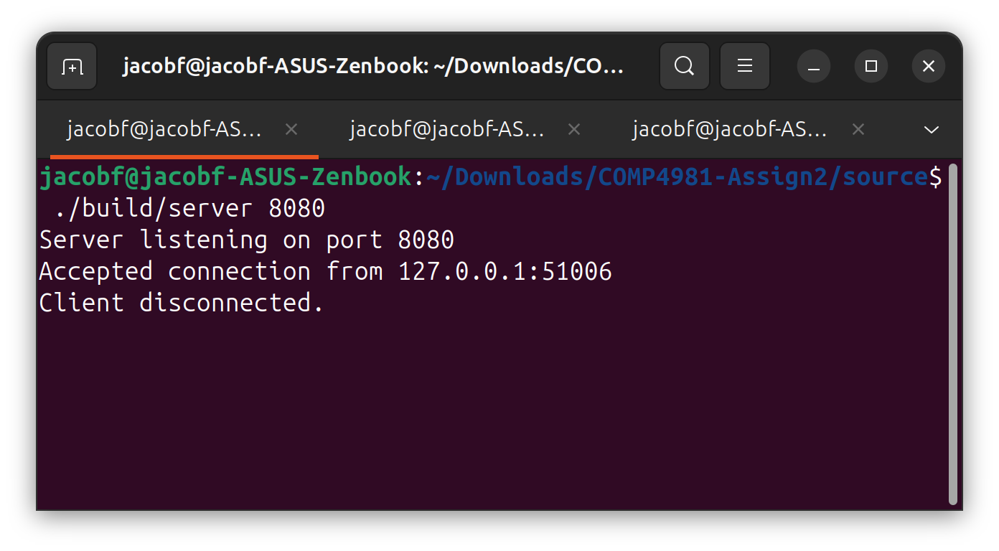 jacobf@jacobf-ASUS-Zenbook: ~/Downloads/CO...
jacobf@jacobf-AS... jacobf@jacobf-AS... jacobf@jacobf-AS...
jacobf@jacobf-ASUS-Zenbook:~/Downloads/COMP4981-Assign2/source$
./build/server 8080
Server listening on port 8080
Accepted connection from 127.0.0.1:51006
Client disconnected.